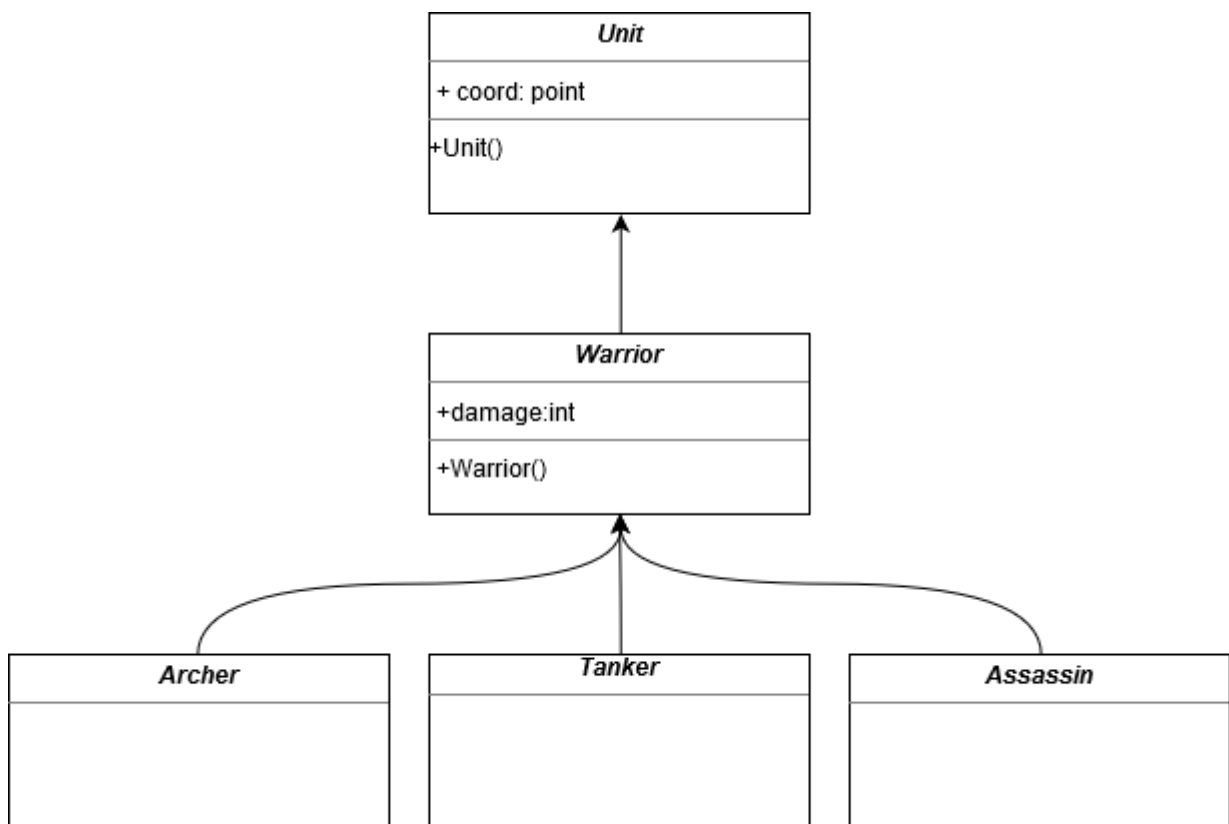 Unit
+ coord: point
+Unit()
Warrior
+damage:int
+Warrior()
Archer
Tanker
Assassin